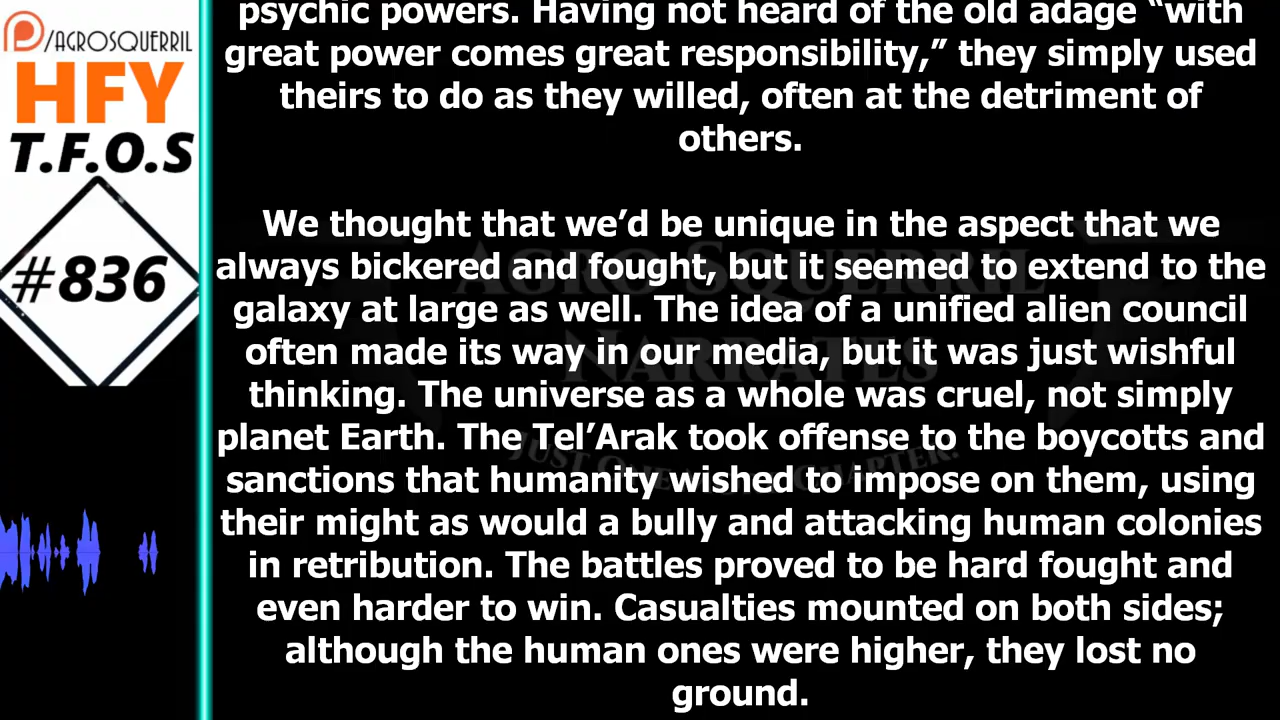 /AGROSQUERRIL
HFY
T.F.O.S
#836
psychic powers. Having not heard of the old adage “with
great power comes great responsibility,” they simply used
theirs to do as they willed, often at the detriment of
others.
We thought that we’d be unique in the aspect that we
always bickered and fought, but it seemed to extend to the
galaxy at large as well. The idea of a unified alien council
often made its way in our media, but it was just wishful
thinking. The universe as a whole was cruel, not simply
planet Earth. The Tel’Arak took offense to the boycotts and
sanctions that humanity wished to impose on them, using
their might as would a bully and attacking human colonies
in retribution. The battles proved to be hard fought and
even harder to win. Casualties mounted on both sides;
although the human ones were higher, they lost no
ground.
AGRO SQUERRIL
NARRATES
JUST ONE MORE CHAPTER!